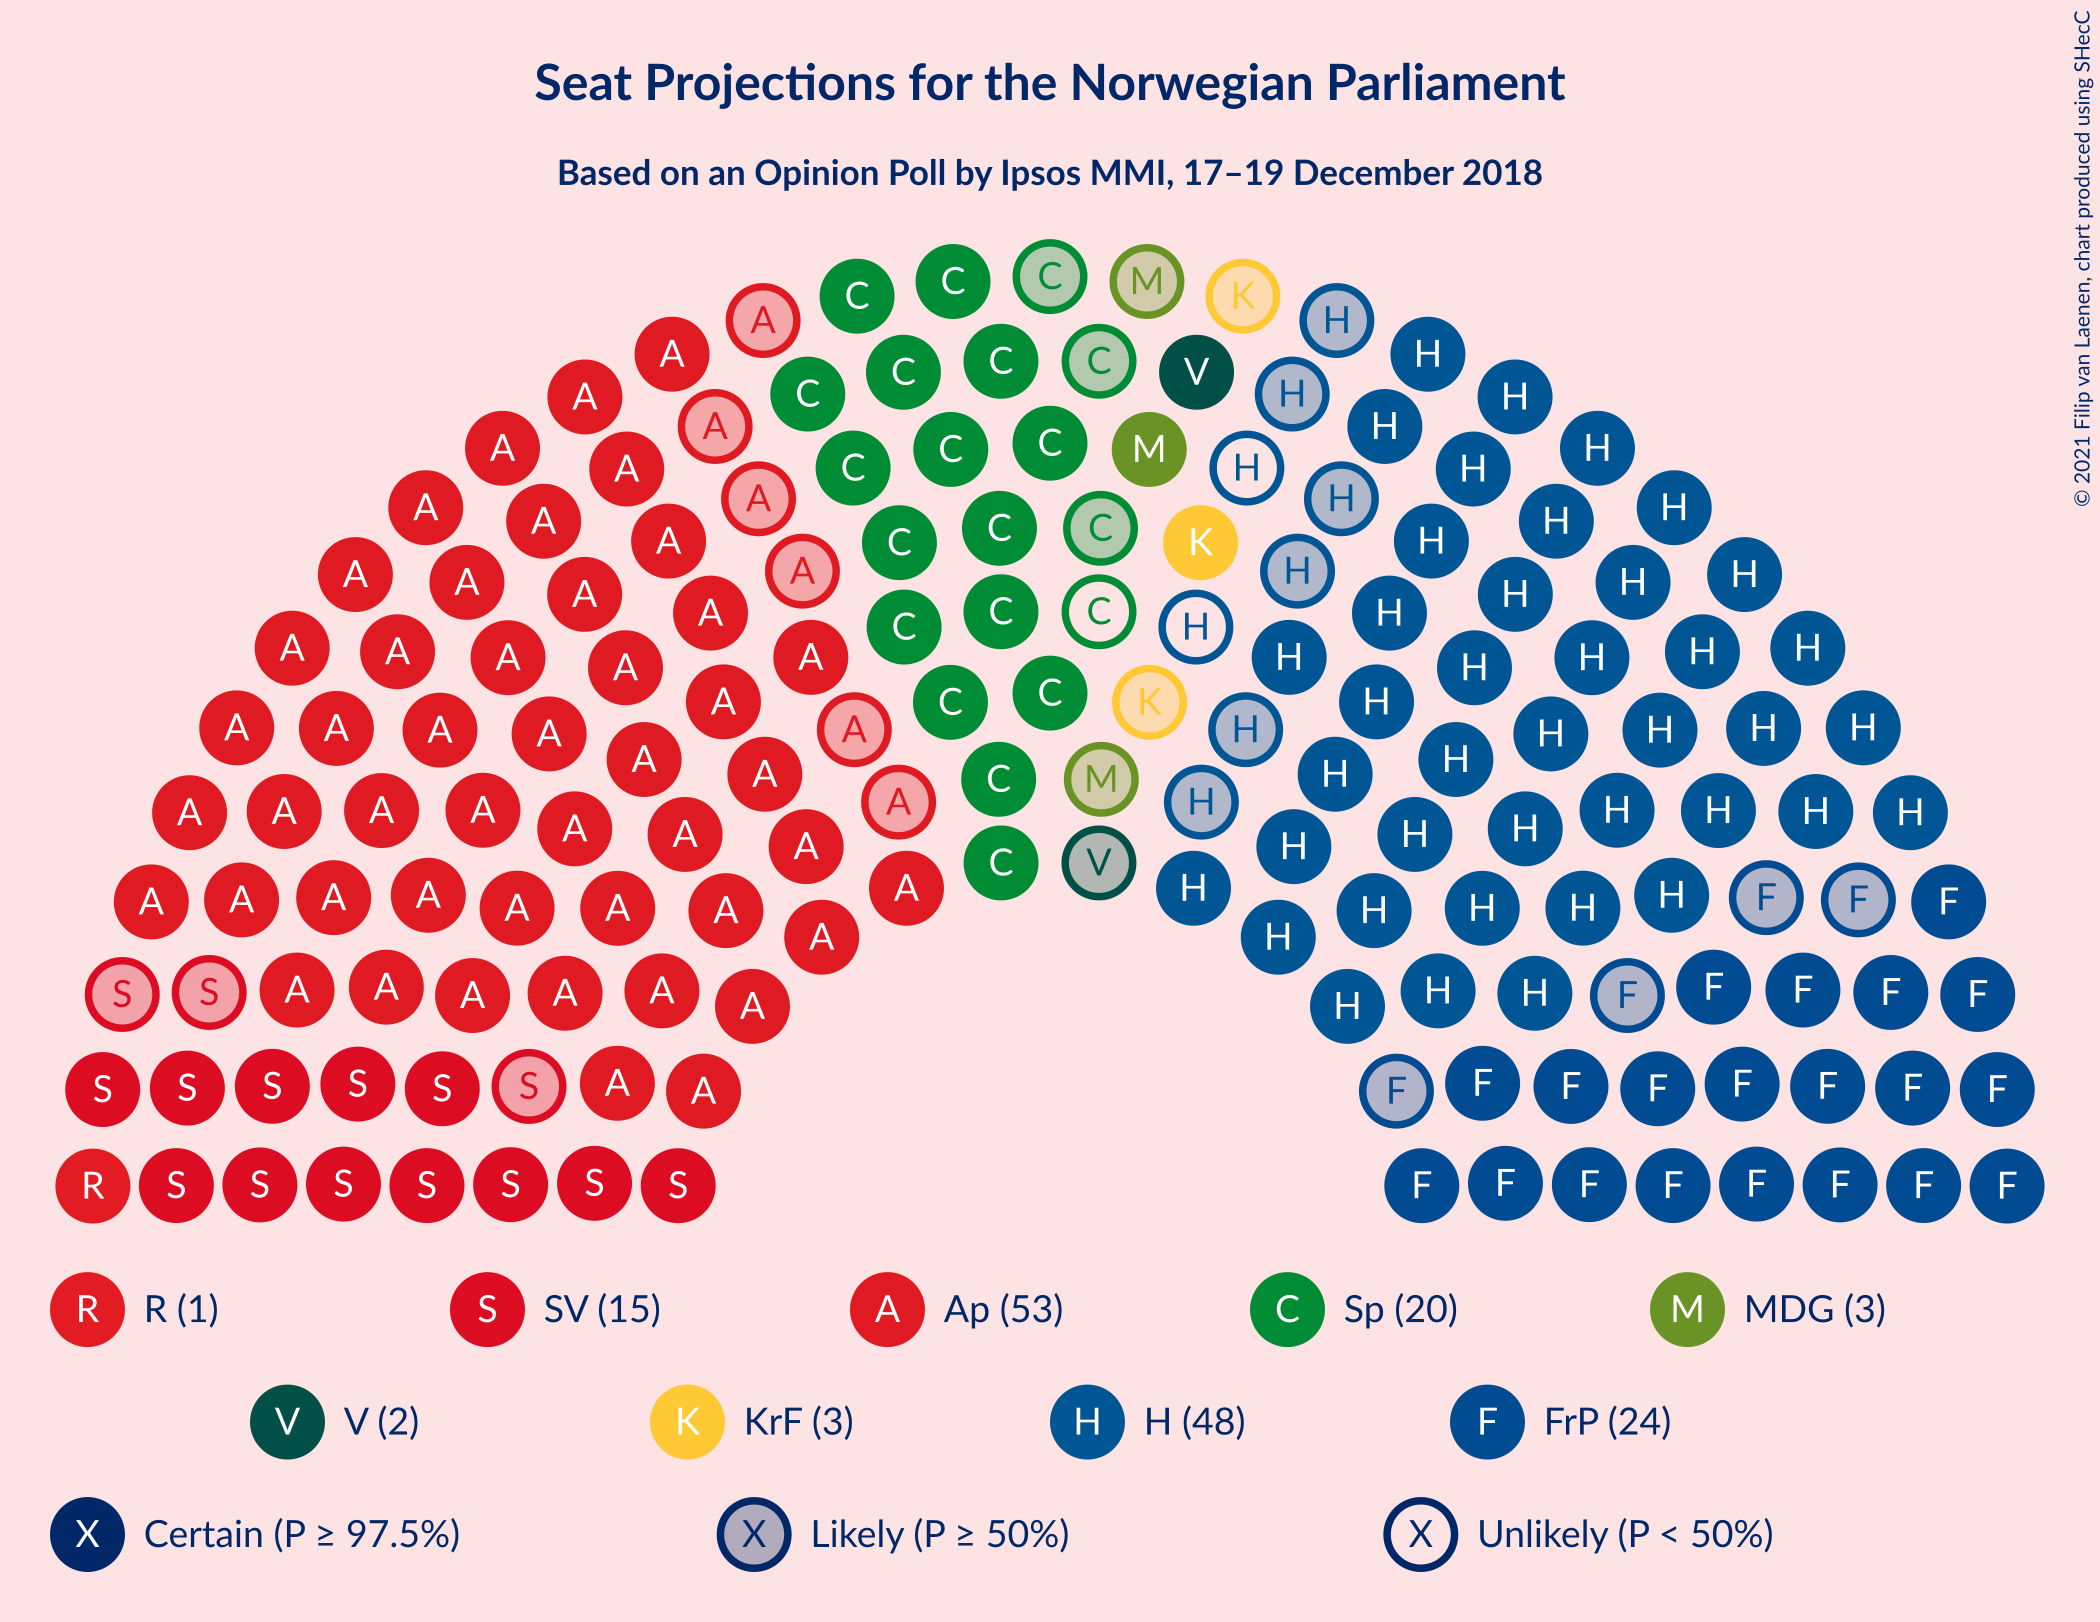 Seat Projections for the Norwegian Parliament
Based on an Opinion Poll by Ipsos MMI, 17–19 December 2018
© 2021 Filip van Laenen, chart produced using SHecC
C C C M K
A H
A C C C V H H
A A C C C M H H H
A A A C C C K H H H
A A A A C C C H H H H
A A A A A C C K H H H H
A A A A A A C M H H H H H
A A A A A A A C V H H H H H H
R S S S S S S S F F F F F F F F
R R (1) S SV (15) A Ap (53) C Sp (20) M MDG (3)
V V (2) K KrF (3) H H (48) F FrP (24)
X Certain (P ≥ 97.5%) X Likely (P ≥ 50%) X Unlikely (P < 50%)